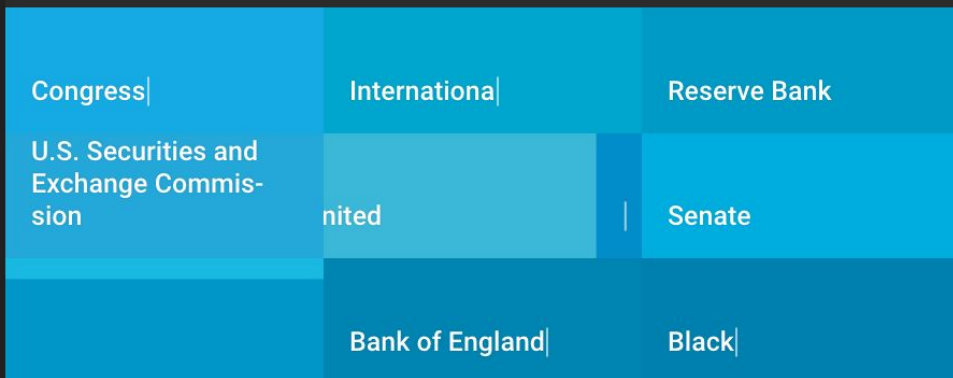 Congress
Internationa
Reserve Bank
U.S. Securities and
Exchange Commis-
sion
nited
Senate
Bank of England
Black